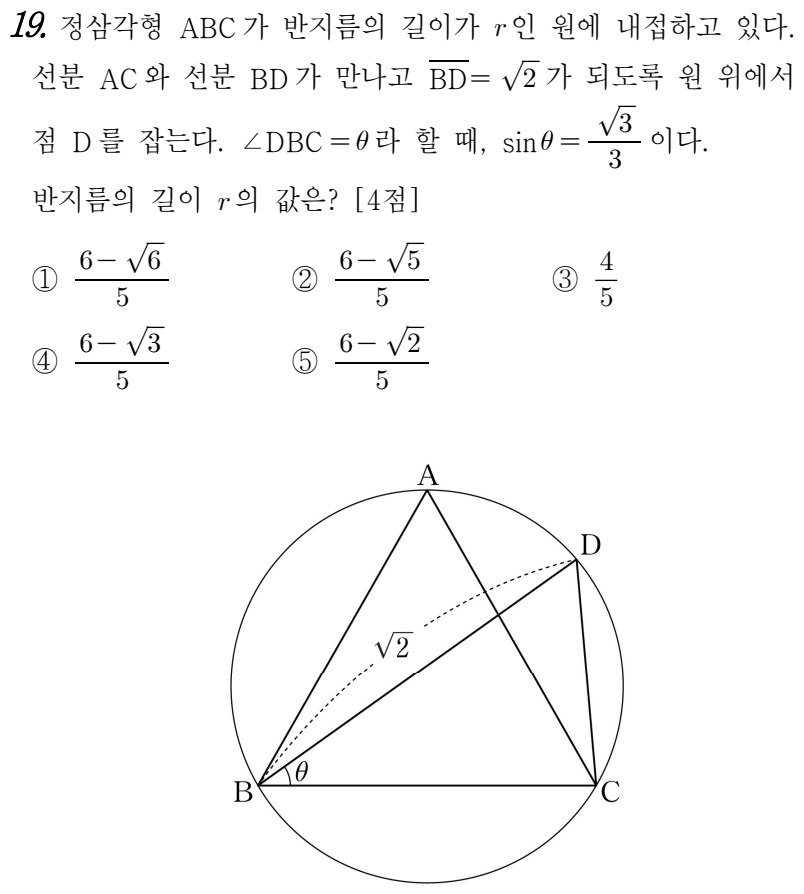 19. 정삼각형 ABC가 반지름의 길이가 r인 원에 내접하고 있다.
선분 AC와 선분 BD가 만나고 \overline{BD}=√2가 되도록 원 위에서
점 D를 잡는다. ∠DBC=θ라 할 때, sinθ=√3/3이다.
반지름의 길이 r의 값은? [4점]
① (6-√6)/5 ② (6-√5)/5 ③ 4/5
④ (6-√3)/5 ⑤ (6-√2)/5
A
D
√2
B θ C